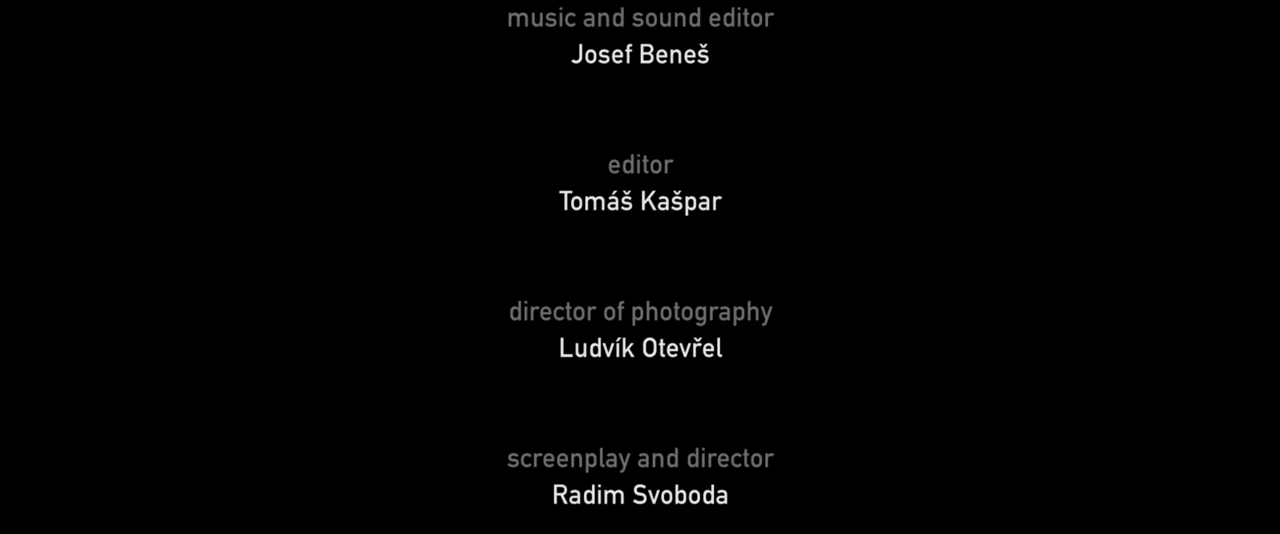 music and sound editor
Josef Beneš
editor
Tomáš Kašpar
director of photography
Ludvík Otevřel
screenplay and director
Radim Svoboda